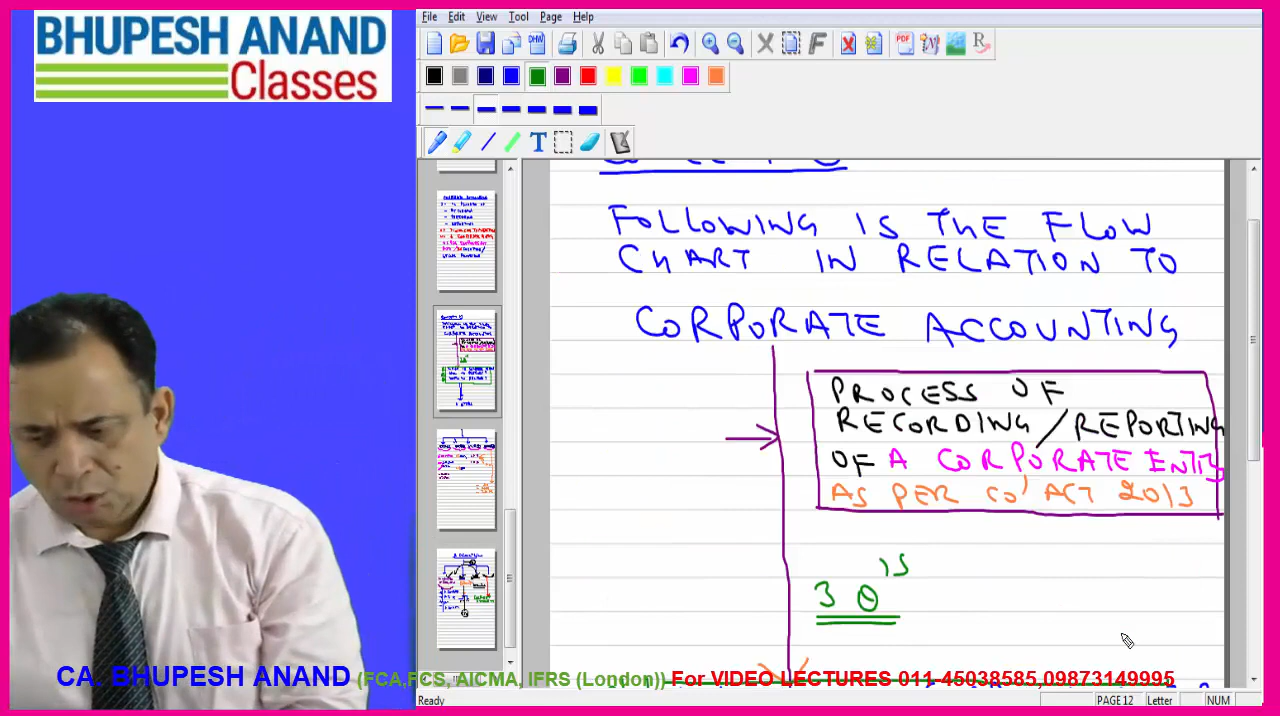 BHUPESH ANAND
Classes
File Edit View Tool Page Help
DHW
PDF
FOLLOWING IS THE FLOW
CHART IN RELATION TO
CORPORATE ACCOUNTING
PROCESS OF
RECORDING/REPORTING
OF A CORPORATE ENTITY
AS PER CO' ACT 2013
3 Q's
CA. BHUPESH ANAND (FCA,FCS, AICMA, IFRS (London)) For VIDEO LECTURES 011-45038585,09873149995
Ready PAGE 12 Letter NUM